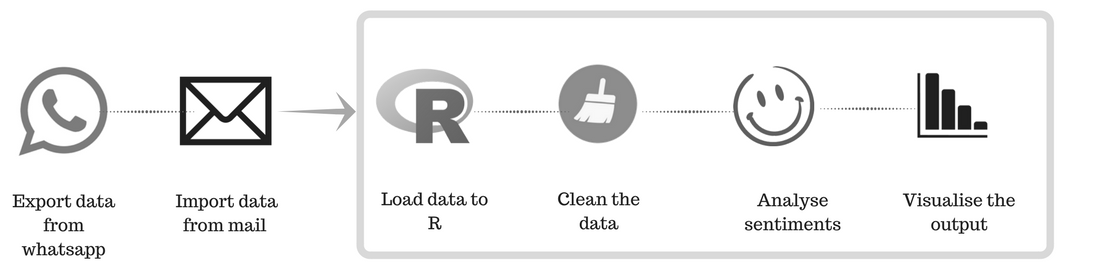 R
Export data
from
whatsapp
Import data
from mail
Load data to
R
Clean the
data
Analyse
sentiments
Visualise the
output